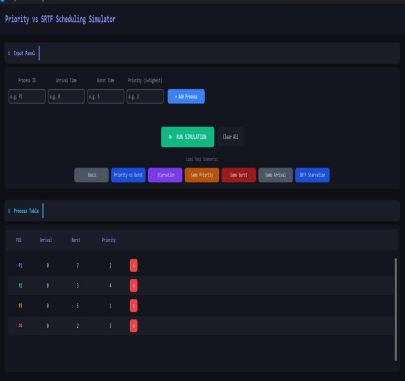 Priority vs SRTF Scheduling Simulator
Input Panel
Process ID Arrival Time Burst Time Priority (1=highest)
e.g. P1 e.g. 0 e.g. 5 e.g. 2 + Add Process
▶ RUN SIMULATION Clear All
Load Test Scenario:
Basic Priority vs Burst Starvation Same Priority Same Burst Same Arrival SRTF Starvation
Process Table
PID Arrival Burst Priority
P1 0 7 2
P2 0 3 4
P3 0 5 1
P4 0 2 3